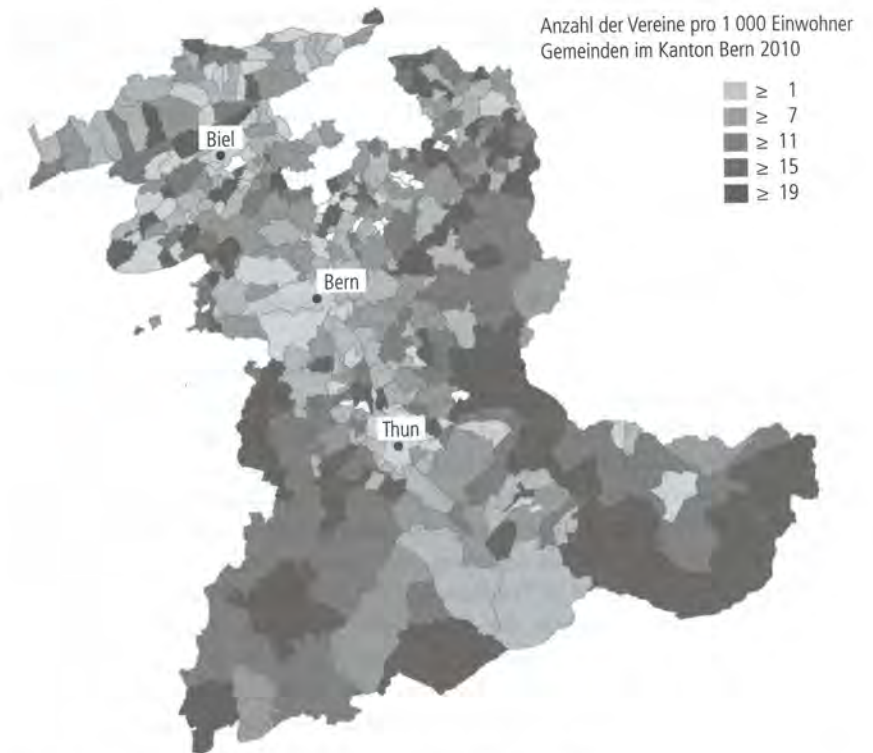 Anzahl der Vereine pro 1 000 Einwohner
Gemeinden im Kanton Bern 2010
≥ 1
≥ 7
≥ 11
≥ 15
≥ 19
Biel
Bern
Thun